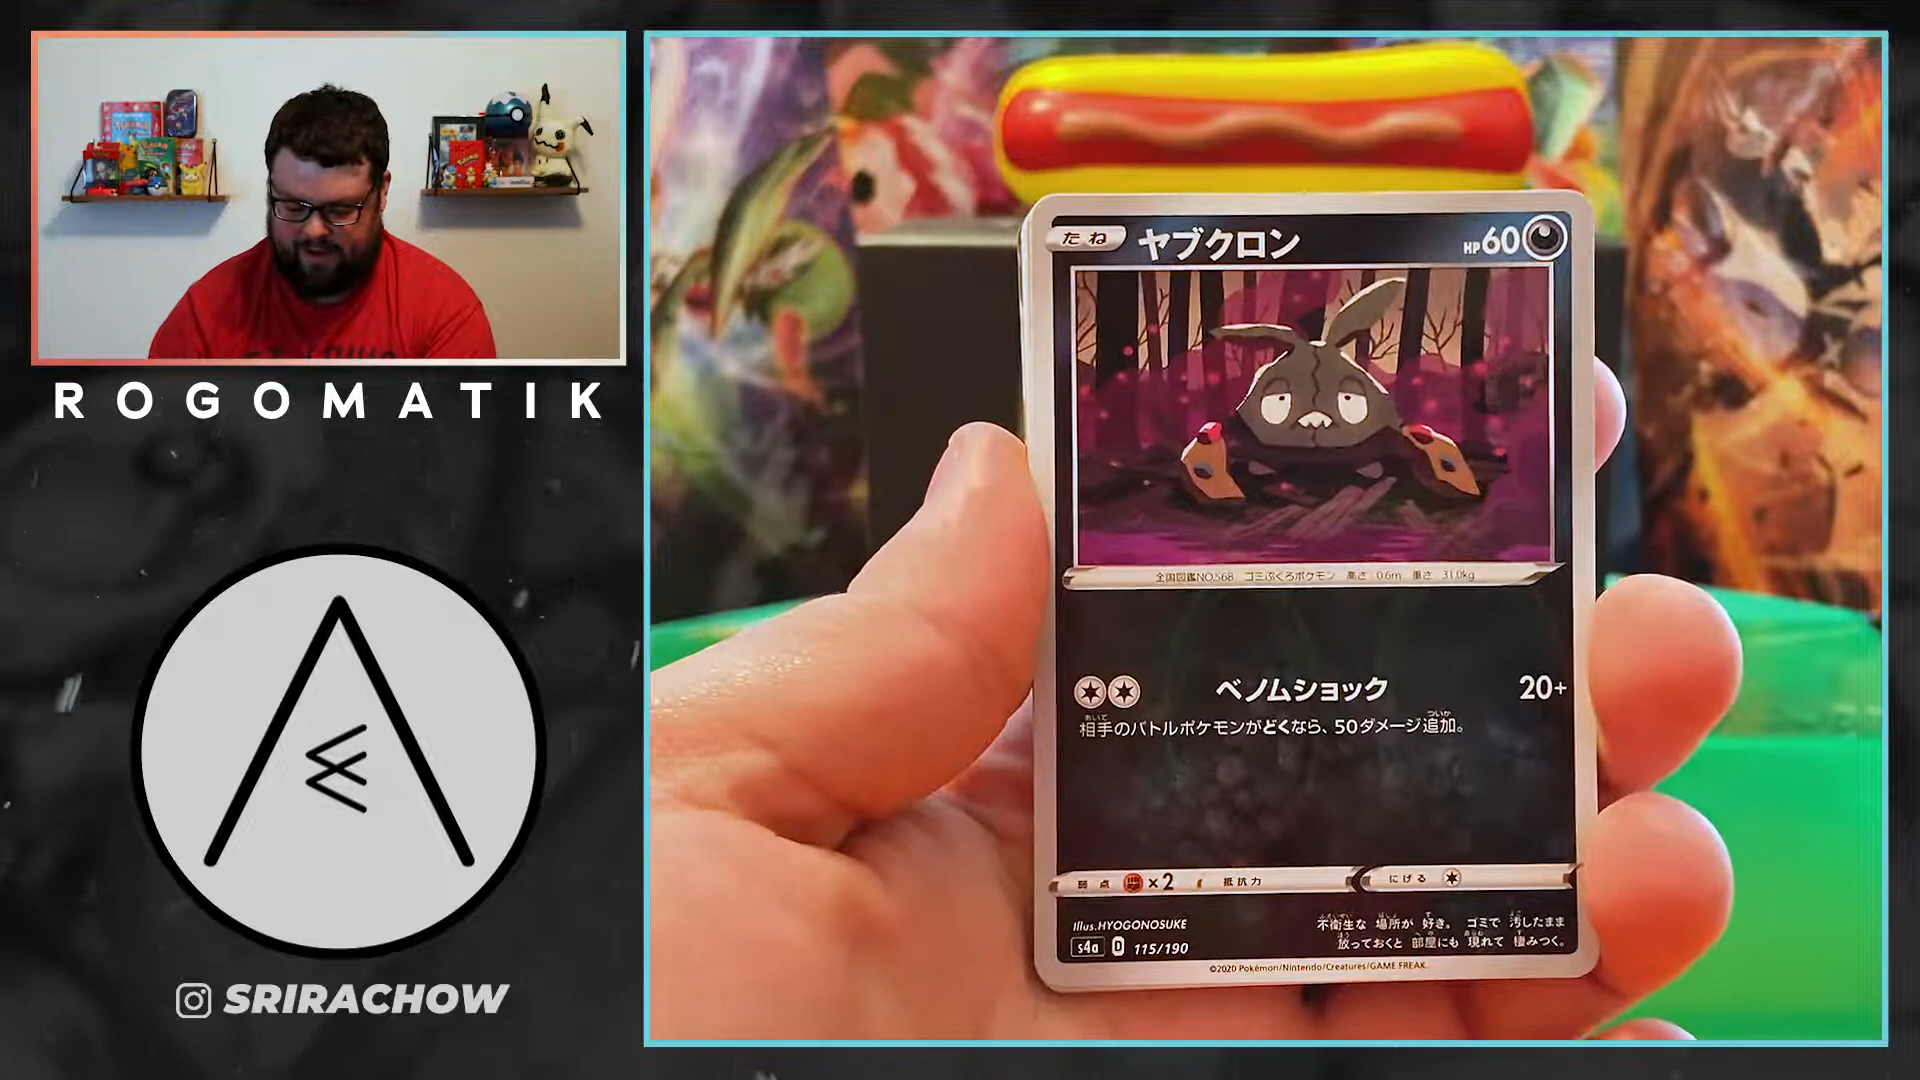 ROGOMATIK
SRIRACHOW
たね ヤブクロン HP60
全国図鑑NO.568 ゴミぶくろポケモン 高さ 0.6m 重さ 31.0kg
ベノムショック 20+
相手のバトルポケモンがどくなら、50ダメージ追加。
弱点 ×2 抵抗力 にげる
Illus.HYOGONOSUKE
s4a D 115/190
不衛生な 場所が 好き。 ゴミで 汚したまま
放っておくと 部屋にも 現れて 棲みつく。
©2020 Pokémon/Nintendo/Creatures/GAME FREAK.